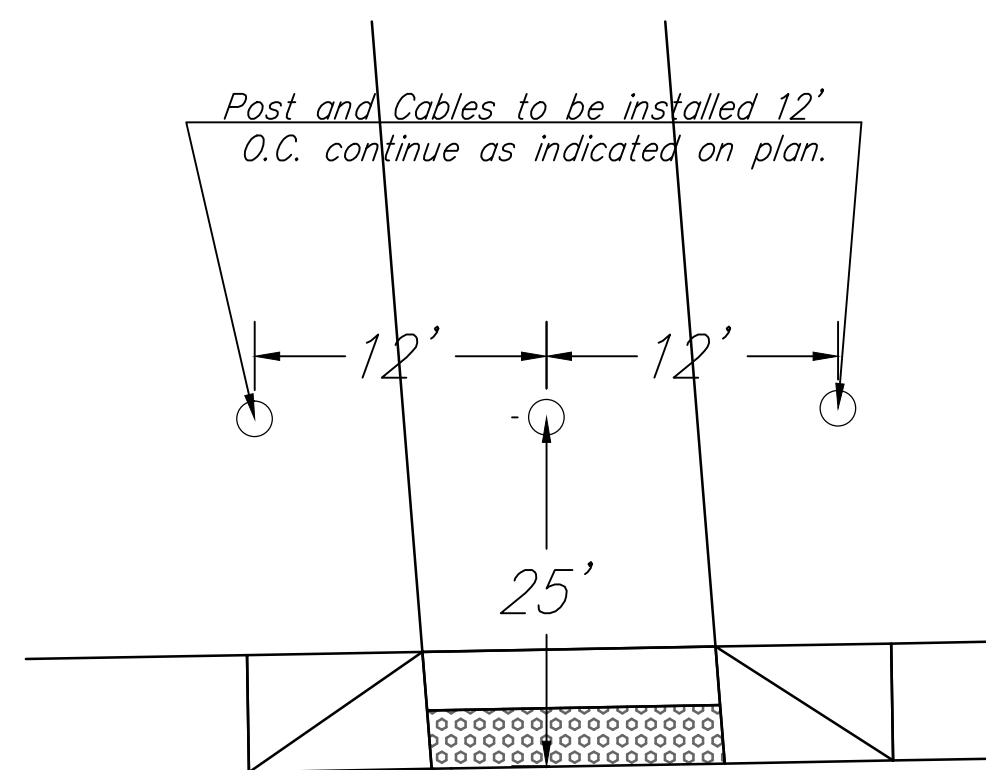 Post and Cables to be installed 12'
O.C. continue as indicated on plan.
12' 12'
25'